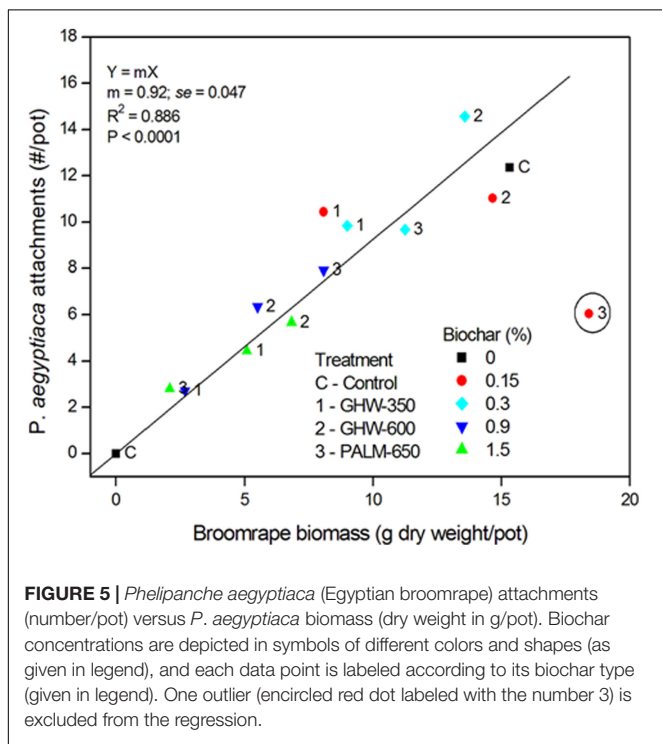 18
16
14
12
10
8
6
4
2
0
P. aegyptiaca attachments (#/pot)
Y = mX
m = 0.92; se = 0.047
R² = 0.886
P < 0.0001
2
C
2
1
1
3
3
2
2
1
3
1
C
3
Treatment
C - Control
1 - GHW-350
2 - GHW-600
3 - PALM-650
Biochar (%)
0
0.15
0.3
0.9
1.5
0 5 10 15 20
Broomrape biomass (g dry weight/pot)
FIGURE 5 | Phelipanche aegyptiaca (Egyptian broomrape) attachments
(number/pot) versus P. aegyptiaca biomass (dry weight in g/pot). Biochar
concentrations are depicted in symbols of different colors and shapes (as
given in legend), and each data point is labeled according to its biochar type
(given in legend). One outlier (encircled red dot labeled with the number 3) is
excluded from the regression.